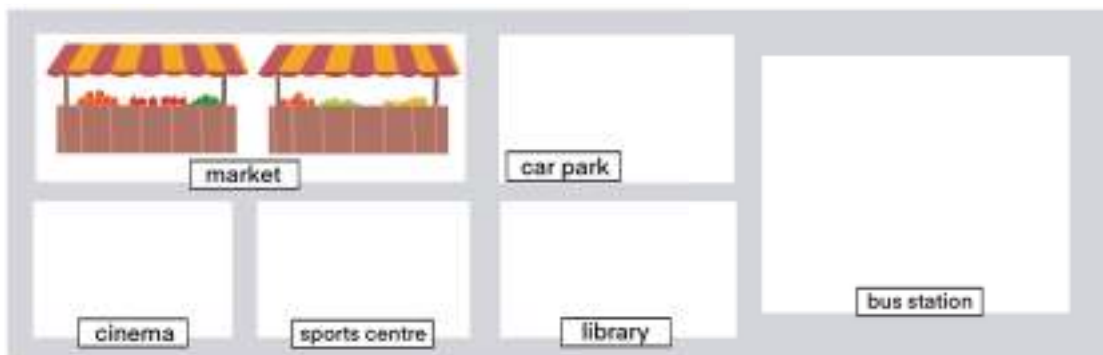 market
car park
bus station
cinema
sports centre
library